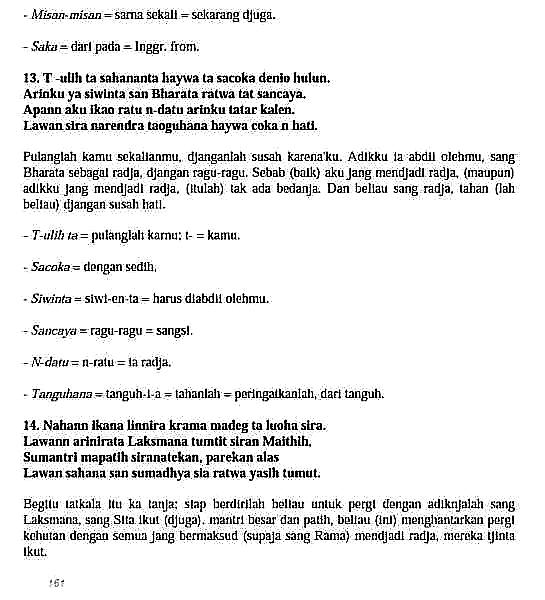 - Misan-misan = sama sekali = sekarang djuga.
- Saka = dari pada = Inggr. from.
13. T -ulih ta sahananta haywa ta sacoka denio hulun.
Arinku ya siwinta san Bharata ratwa tat sancaya.
Apann aku ikao ratu n-datu arinku tatar kalen.
Lawan sira narendra taoguhana haywa coka n hati.
Pulanglah kamu sekalianmu, djanganlah susah karena'ku. Adikku ia abdii olehmu, sang
Bharata sebagai radja, djangan ragu-ragu. Sebab (baik) aku jang mendjadi radja, (maupun)
adikku jang mendjadi radja, (itulah) tak ada bedanja. Dan beliau sang radja, tahan (lah
beliau) djangan susah hati.
- T-ulih ta = pulanglah kamu; t- = kamu.
- Sacoka = dengan sedih,
- Siwinta = siwi-en-ta = harus diabdii olehmu.
- Sancaya = ragu-ragu = sangsi.
- N-datu = n-ratu = ia radja.
- Tanguhana = tanguh-i-a = tahanlah = peringatkanlah, dari tanguh.
14. Nahann ikana linnira krama madeg ta luoha sira.
Lawann arinirata Laksmana tumtit siran Maithili,
Sumantri mapatih siranatekan, parekan alas
Lawan sahana san sumadhya sia ratwa yasih tumut.
Begitu tatkala itu ka tanja; siap berdirilah beliau untuk pergi dengan adiknjalah sang
Laksmana, sang Sita ikut (djuga), mantri besar dan patih, beliau (ini) menghantarkan pergi
kehutan dengan semua jang bermaksud (supaja sang Rama) mendjadi radja, mereka tjinta
ikut.
161